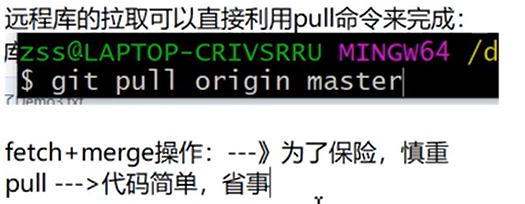 远程库的拉取可以直接利用pull命令来完成：
zss@LAPTOP-CRIVSRRU MINGW64 /d
$ git pull origin master
fetch+merge操作：---》为了保险，慎重
pull --->代码简单，省事